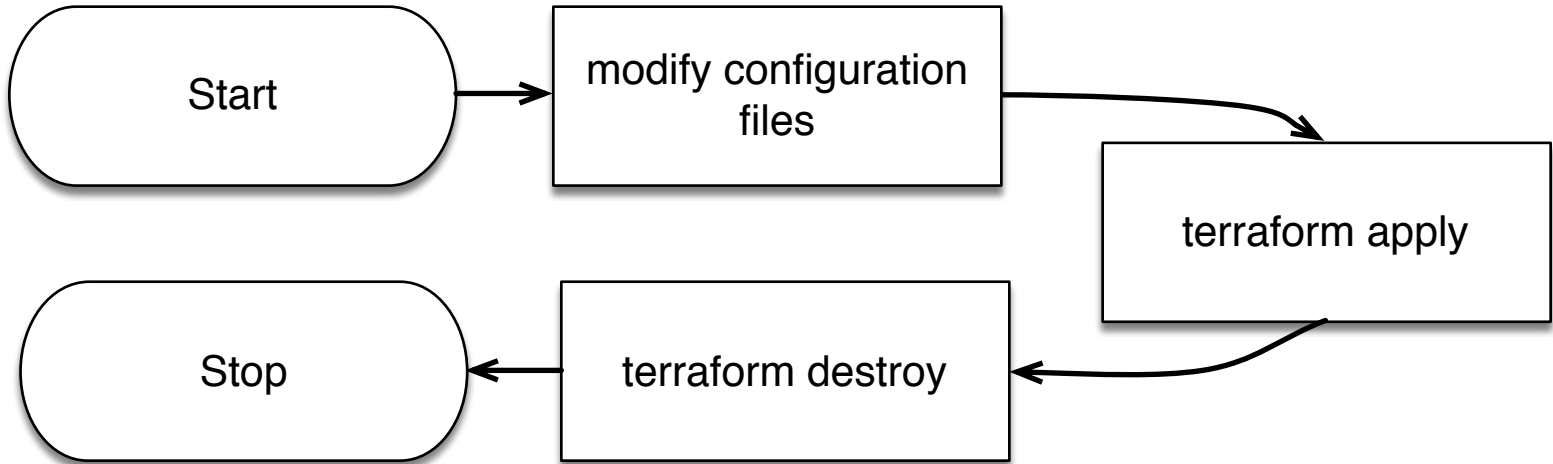 Start
modify configuration
files
terraform apply
terraform destroy
Stop